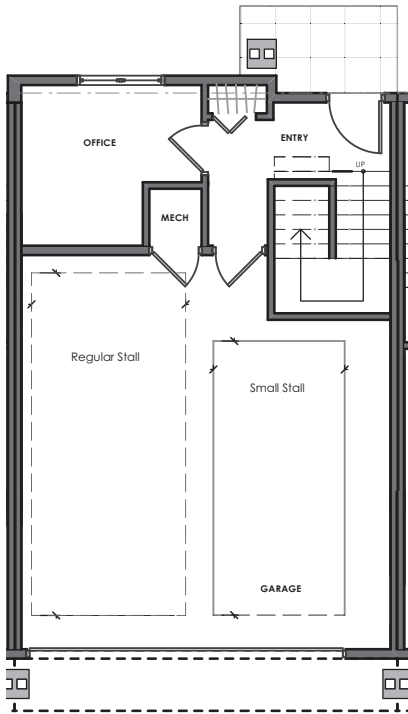 OFFICE
ENTRY
UP
MECH
Regular Stall
Small Stall
GARAGE